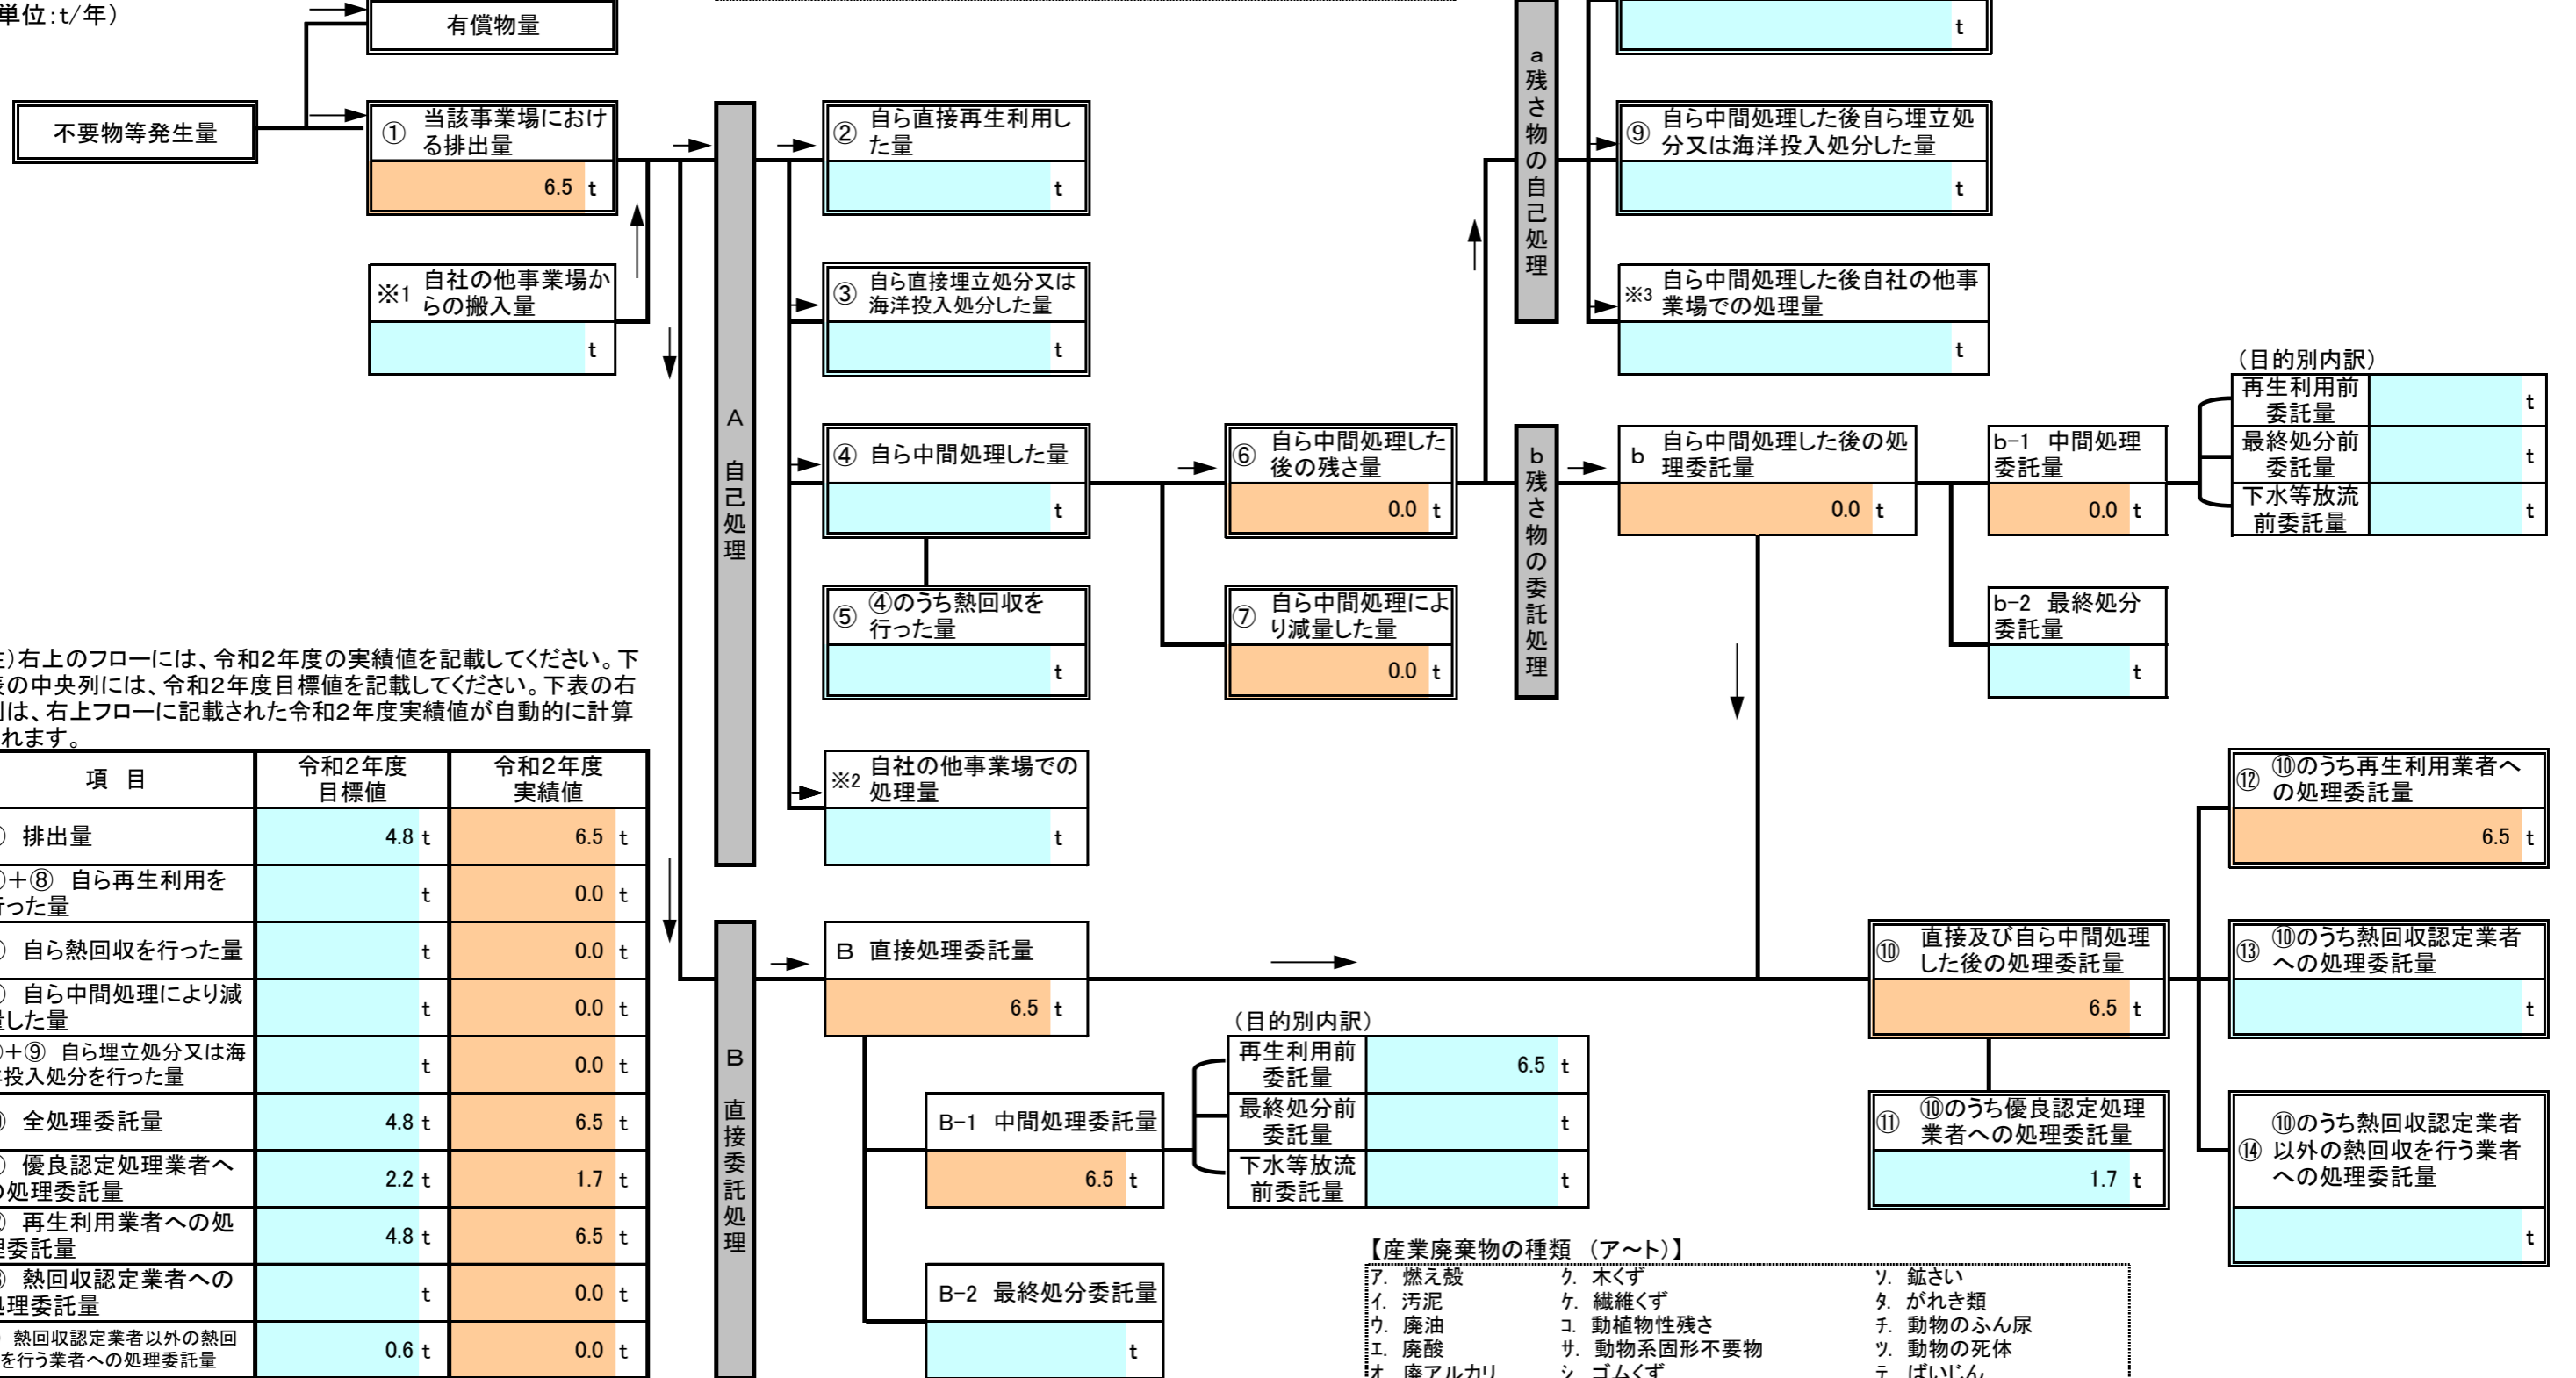 単位:t/年)
有償物量
t
不要物等発生量
① 当該事業場におけ
る排出量
6.5 t
② 自ら直接再生利用し
た量
t
a 残さ物の自己処理
⑨ 自ら中間処理した後自ら埋立処
分又は海洋投入処分した量
t
※1 自社の他事業場か
らの搬入量
t
③ 自ら直接埋立処分又は
海洋投入処分した量
t
※3 自ら中間処理した後自社の他事
業場での処理量
t
A 自己処理
④ 自ら中間処理した量
t
⑥ 自ら中間処理した
後の残さ量
0.0 t
b 残さ物の委託処理
b 自ら中間処理した後の処
理委託量
0.0 t
b-1 中間処理
委託量
0.0 t
(目的別内訳)
再生利用前
委託量
t
最終処分前
委託量
t
下水等放流
前委託量
t
⑤ ④のうち熱回収を
行った量
t
⑦ 自ら中間処理によ
り減量した量
0.0 t
b-2 最終処分
委託量
t
)右上のフローには、令和2年度の実績値を記載してください。下
表の中央列には、令和2年度目標値を記載してください。下表の右
列は、右上フローに記載された令和2年度実績値が自動的に計算
れます。
項 目
令和2年度
目標値
令和2年度
実績値
排出量 4.8 t 6.5 t
+⑧ 自ら再生利用を
行った量 t 0.0 t
自ら熱回収を行った量 t 0.0 t
自ら中間処理により減
量した量 t 0.0 t
+⑨ 自ら埋立処分又は海
洋投入処分を行った量 t 0.0 t
全処理委託量 4.8 t 6.5 t
優良認定処理業者へ
の処理委託量 2.2 t 1.7 t
再生利用業者への処
理委託量 4.8 t 6.5 t
熱回収認定業者への
処理委託量 t 0.0 t
熱回収認定業者以外の熱回
を行う業者への処理委託量 0.6 t 0.0 t
※2 自社の他事業場での
処理量
t
B 直接委託処理
B 直接処理委託量
6.5 t
B-1 中間処理委託量
6.5 t
(目的別内訳)
再生利用前
委託量
6.5 t
最終処分前
委託量
t
下水等放流
前委託量
t
B-2 最終処分委託量
t
⑩ 直接及び自ら中間処理
した後の処理委託量
6.5 t
⑪ ⑩のうち優良認定処理
業者への処理委託量
1.7 t
⑫ ⑩のうち再生利用業者へ
の処理委託量
6.5 t
⑬ ⑩のうち熱回収認定業者
への処理委託量
t
⑭ ⑩のうち熱回収認定業者
以外の熱回収を行う業者
への処理委託量
t
【産業廃棄物の種類 (ア～ト)】
ア. 燃え殻 ク. 木くず ソ. 鉱さい
イ. 汚泥 ケ. 繊維くず タ. がれき類
ウ. 廃油 コ. 動植物性残さ チ. 動物のふん尿
エ. 廃酸 サ. 動物系固形不要物 ツ. 動物の死体
オ. 廃アルカリ シ. ゴムくず テ. ばいじん